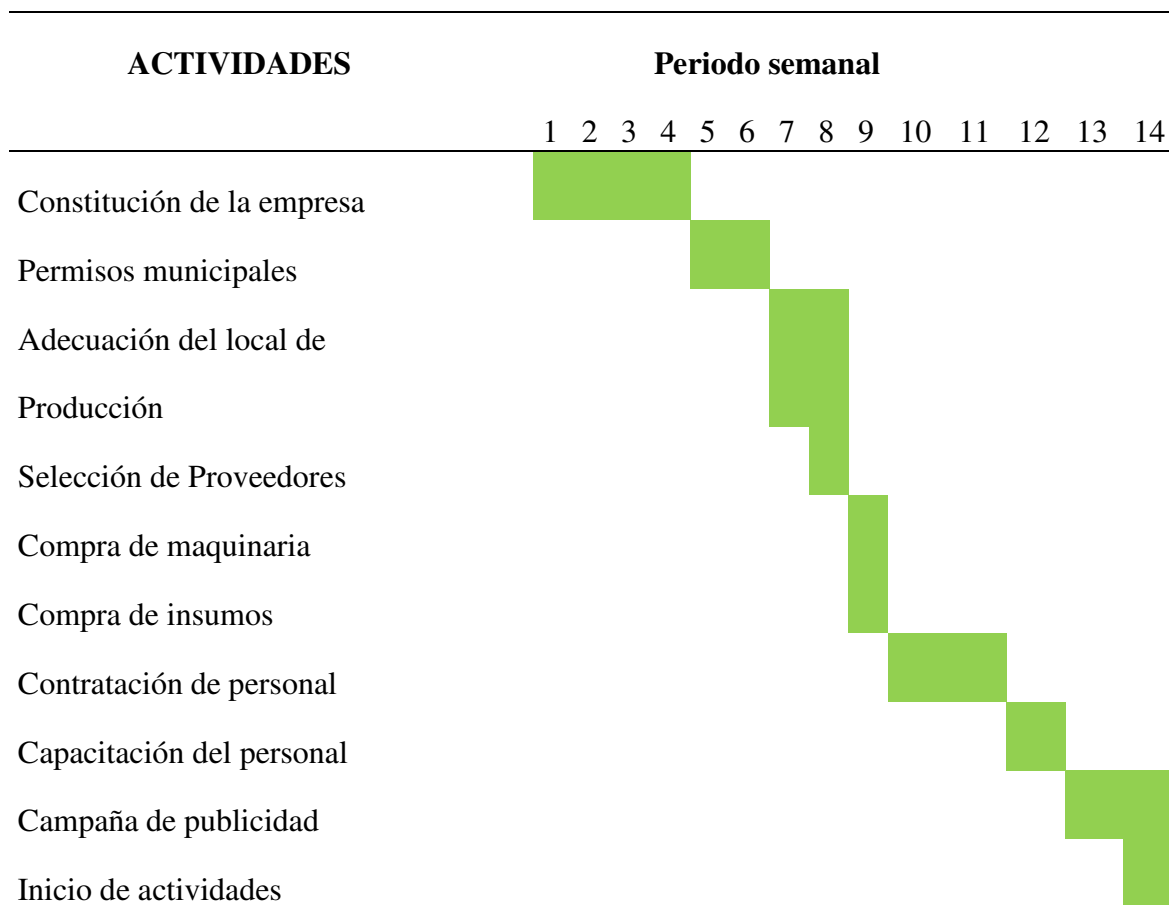 ACTIVIDADES Periodo semanal
1 2 3 4 5 6 7 8 9 10 11 12 13 14
Constitución de la empresa
Permisos municipales
Adecuación del local de
Producción
Selección de Proveedores
Compra de maquinaria
Compra de insumos
Contratación de personal
Capacitación del personal
Campaña de publicidad
Inicio de actividades